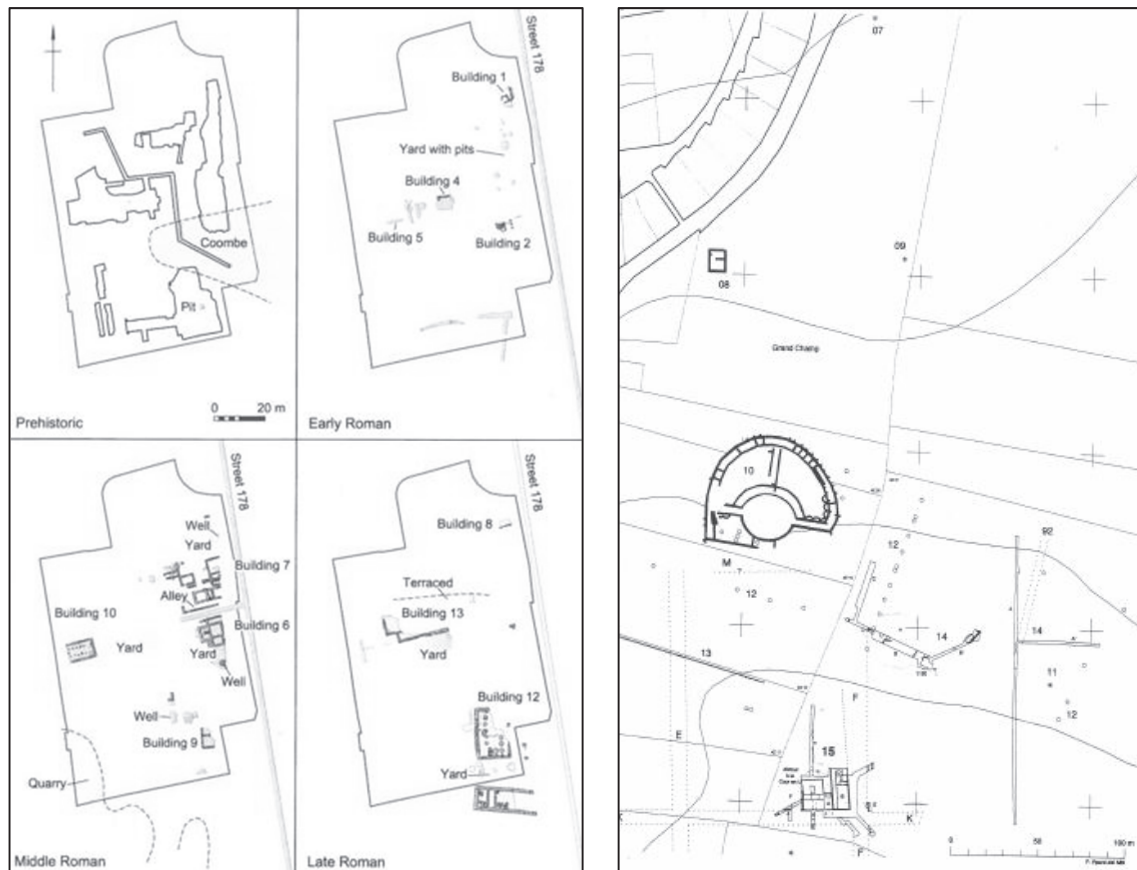 Street 178
Coombe
Pit
0 20 m
Prehistoric
Street 178
Building 1
Yard with pits
Building 4
Building 5
Building 2
Early Roman
Street 178
Well
Yard
Building 7
Alley
Building 10
Building 6
Yard
Yard
Well
Well
Building 9
Quarry
Middle Roman
Building 8
Terraced
Building 13
Yard
Building 12
Yard
Late Roman
07
09
08
Grand Champ
10
M
12
92
12
14
14
13
11
12
F
E
15
K
F
0 50 100 m